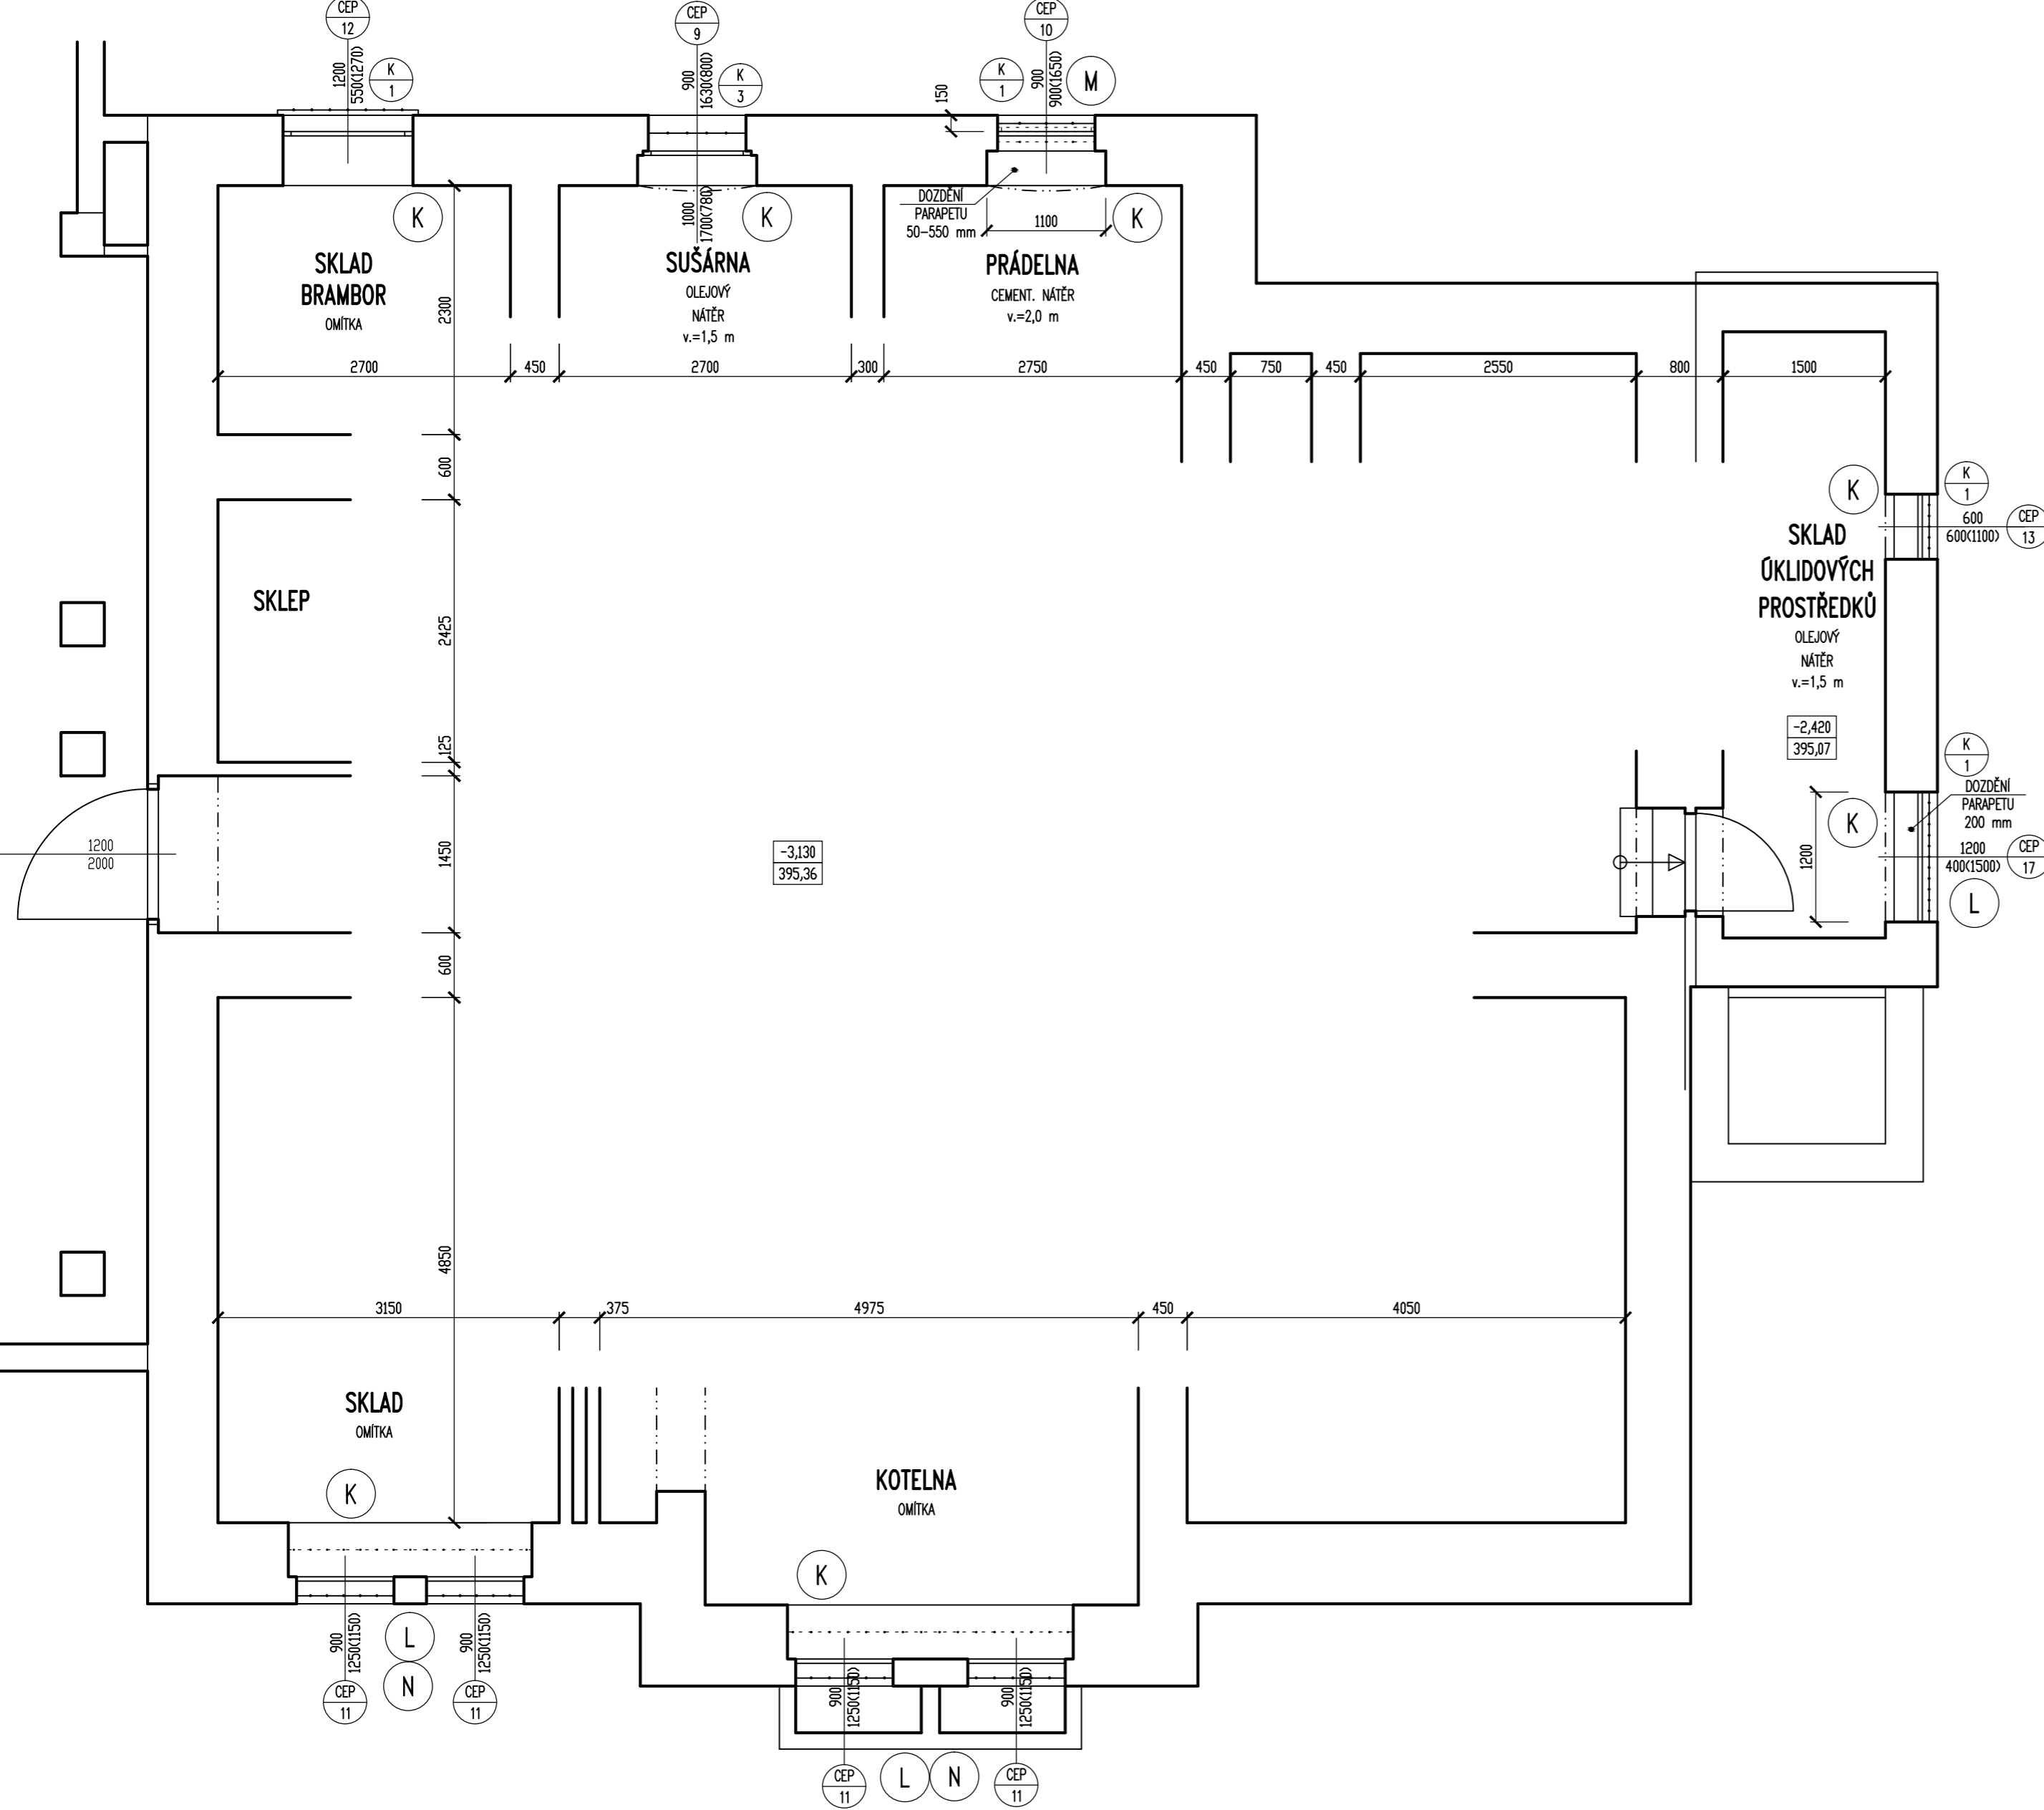 CEP
12
1200
550(1270)
K
1
CEP
9
900
1630(800)
K
3
CEP
10
900
900(1650)
K
1
M
150
K
1000
1700(780)
K
DOZDĚNÍ
PARAPETU
50-550 mm
1100
K
SKLAD
BRAMBOR
OMÍTKA
SUŠÁRNA
OLEJOVÝ
NÁTĚR
v.=1,5 m
PRÁDELNA
CEMENT. NÁTĚR
v.=2,0 m
2300
2700
450
2700
300
2750
450
750
450
2550
800
1500
600
K
K
1
600
600(1100)
CEP
13
SKLAD
ÚKLIDOVÝCH
PROSTŘEDKŮ
OLEJOVÝ
NÁTĚR
v.=1,5 m
SKLEP
2425
125
-2,420
395,07
K
1
DOZDĚNÍ
PARAPETU
200 mm
K
1200
1200
400(1500)
CEP
17
L
1200
2000
1450
-3,130
395,36
600
4850
3150
375
4975
450
4050
SKLAD
OMÍTKA
K
KOTELNA
OMÍTKA
K
900
1250(1150)
L
N
900
1250(1150)
CEP
11
CEP
11
900
1250(1150)
900
1250(1150)
CEP
11
L
N
CEP
11